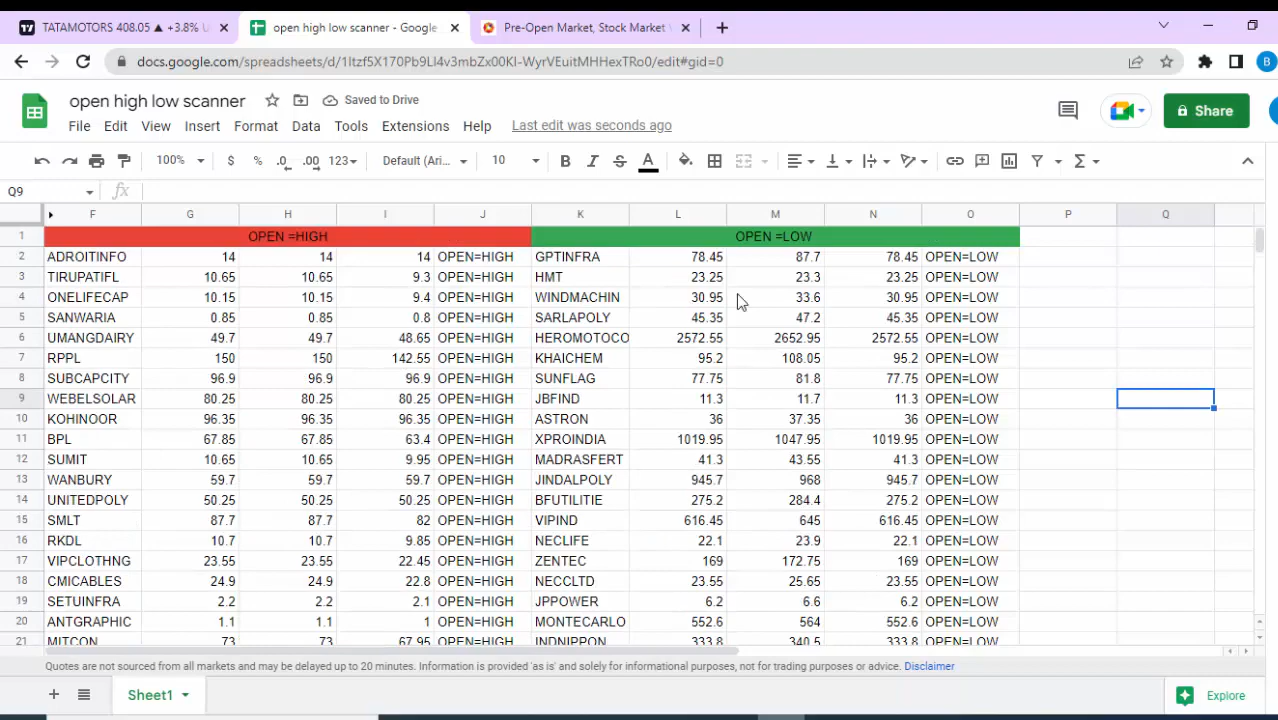 TATAMOTORS 408.05 ▲ +3.8%
open high low scanner - Google
Pre-Open Market, Stock Market
docs.google.com/spreadsheets/d/1Itzf5X170Pb9LI4v3mbZx00KI-WyrVEuitMHHexTRo0/edit#gid=0
B
open high low scanner
Saved to Drive
Share
File Edit View Insert Format Data Tools Extensions Help Last edit was seconds ago
100% $ % .0 .00 123 Default (Ari... 10 B I S A
Q9 fx
F G H I J K L M N O P Q
1 OPEN =HIGH OPEN =LOW
2 ADROITINFO 14 14 14 OPEN=HIGH GPTINFRA 78.45 87.7 78.45 OPEN=LOW
3 TIRUPATIFL 10.65 10.65 9.3 OPEN=HIGH HMT 23.25 23.3 23.25 OPEN=LOW
4 ONELIFECAP 10.15 10.15 9.4 OPEN=HIGH WINDMACHIN 30.95 33.6 30.95 OPEN=LOW
5 SANWARIA 0.85 0.85 0.8 OPEN=HIGH SARLAPOLY 45.35 47.2 45.35 OPEN=LOW
6 UMANGDAIRY 49.7 49.7 48.65 OPEN=HIGH HEROMOTOCO 2572.55 2652.95 2572.55 OPEN=LOW
7 RPPL 150 150 142.55 OPEN=HIGH KHAICHEM 95.2 108.05 95.2 OPEN=LOW
8 SUBCAPCITY 96.9 96.9 96.9 OPEN=HIGH SUNFLAG 77.75 81.8 77.75 OPEN=LOW
9 WEBELSOLAR 80.25 80.25 80.25 OPEN=HIGH JBFIND 11.3 11.7 11.3 OPEN=LOW
10 KOHINOOR 96.35 96.35 96.35 OPEN=HIGH ASTRON 36 37.35 36 OPEN=LOW
11 BPL 67.85 67.85 63.4 OPEN=HIGH XPROINDIA 1019.95 1047.95 1019.95 OPEN=LOW
12 SUMIT 10.65 10.65 9.95 OPEN=HIGH MADRASFERT 41.3 43.55 41.3 OPEN=LOW
13 WANBURY 59.7 59.7 59.7 OPEN=HIGH JINDALPOLY 945.7 968 945.7 OPEN=LOW
14 UNITEDPOLY 50.25 50.25 50.25 OPEN=HIGH BFUTILITIE 275.2 284.4 275.2 OPEN=LOW
15 SMLT 87.7 87.7 82 OPEN=HIGH VIPIND 616.45 645 616.45 OPEN=LOW
16 RKDL 10.7 10.7 9.85 OPEN=HIGH NECLIFE 22.1 23.9 22.1 OPEN=LOW
17 VIPCLOTHNG 23.55 23.55 22.45 OPEN=HIGH ZENTEC 169 172.75 169 OPEN=LOW
18 CMICABLES 24.9 24.9 22.8 OPEN=HIGH NECCLTD 23.55 25.65 23.55 OPEN=LOW
19 SETUINFRA 2.2 2.2 2.1 OPEN=HIGH JPPOWER 6.2 6.6 6.2 OPEN=LOW
20 ANTGRAPHIC 1.1 1.1 1 OPEN=HIGH MONTECARLO 552.6 564 552.6 OPEN=LOW
21 MITCON 73 73 67.95 OPEN=HIGH INDNIPPON 333.8 340.5 333.8 OPEN=LOW
Quotes are not sourced from all markets and may be delayed up to 20 minutes. Information is provided 'as is' and solely for informational purposes, not for trading purposes or advice. Disclaimer
Sheet1
Explore